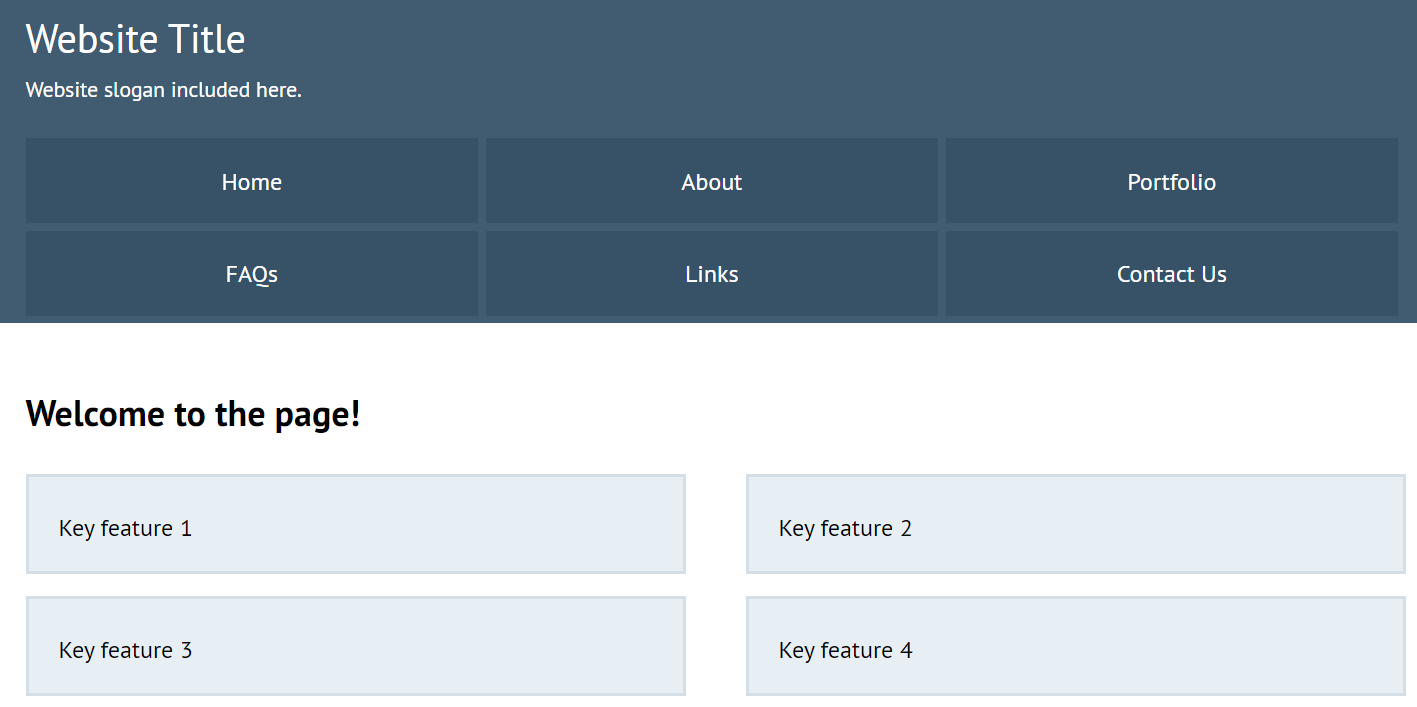 Website Title
Website slogan included here.
Home
About
Portfolio
FAQs
Links
Contact Us
Welcome to the page!
Key feature 1
Key feature 2
Key feature 3
Key feature 4